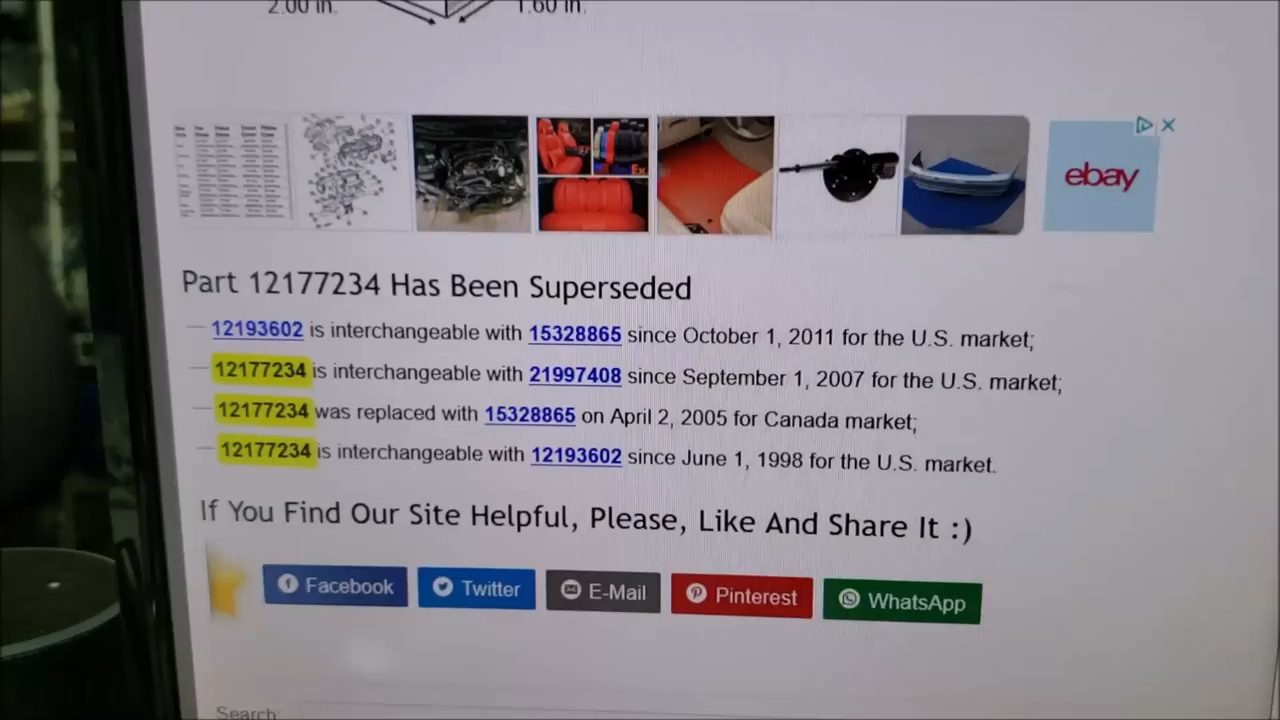 2.00 in.
1.60 in.
ebay
Part 12177234 Has Been Superseded
— 12193602 is interchangeable with 15328865 since October 1, 2011 for the U.S. market;
— 12177234 is interchangeable with 21997408 since September 1, 2007 for the U.S. market;
— 12177234 was replaced with 15328865 on April 2, 2005 for Canada market;
— 12177234 is interchangeable with 12193602 since June 1, 1998 for the U.S. market.
If You Find Our Site Helpful, Please, Like And Share It :)
Facebook Twitter E-Mail Pinterest WhatsApp
Search: